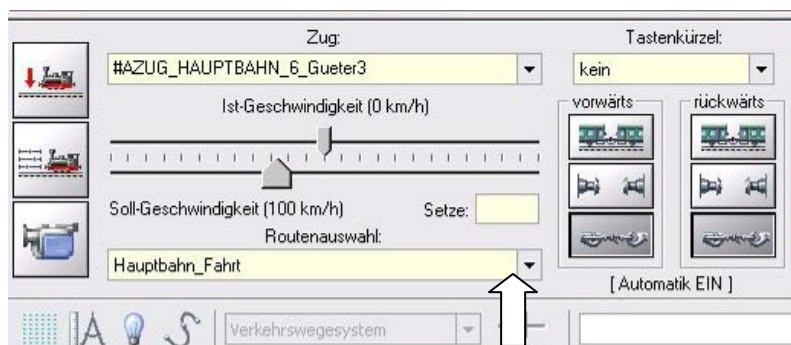 Zug:
Tastenkürzel:
#AZUG_HAUPTBAHN_6_Gueter3
kein
Ist-Geschwindigkeit (0 km/h)
vorwärts
rückwärts
Soll-Geschwindigkeit (100 km/h)
Setze:
Routenauswahl:
Hauptbahn_Fahrt
[ Automatik EIN ]
Verkehrswegesystem